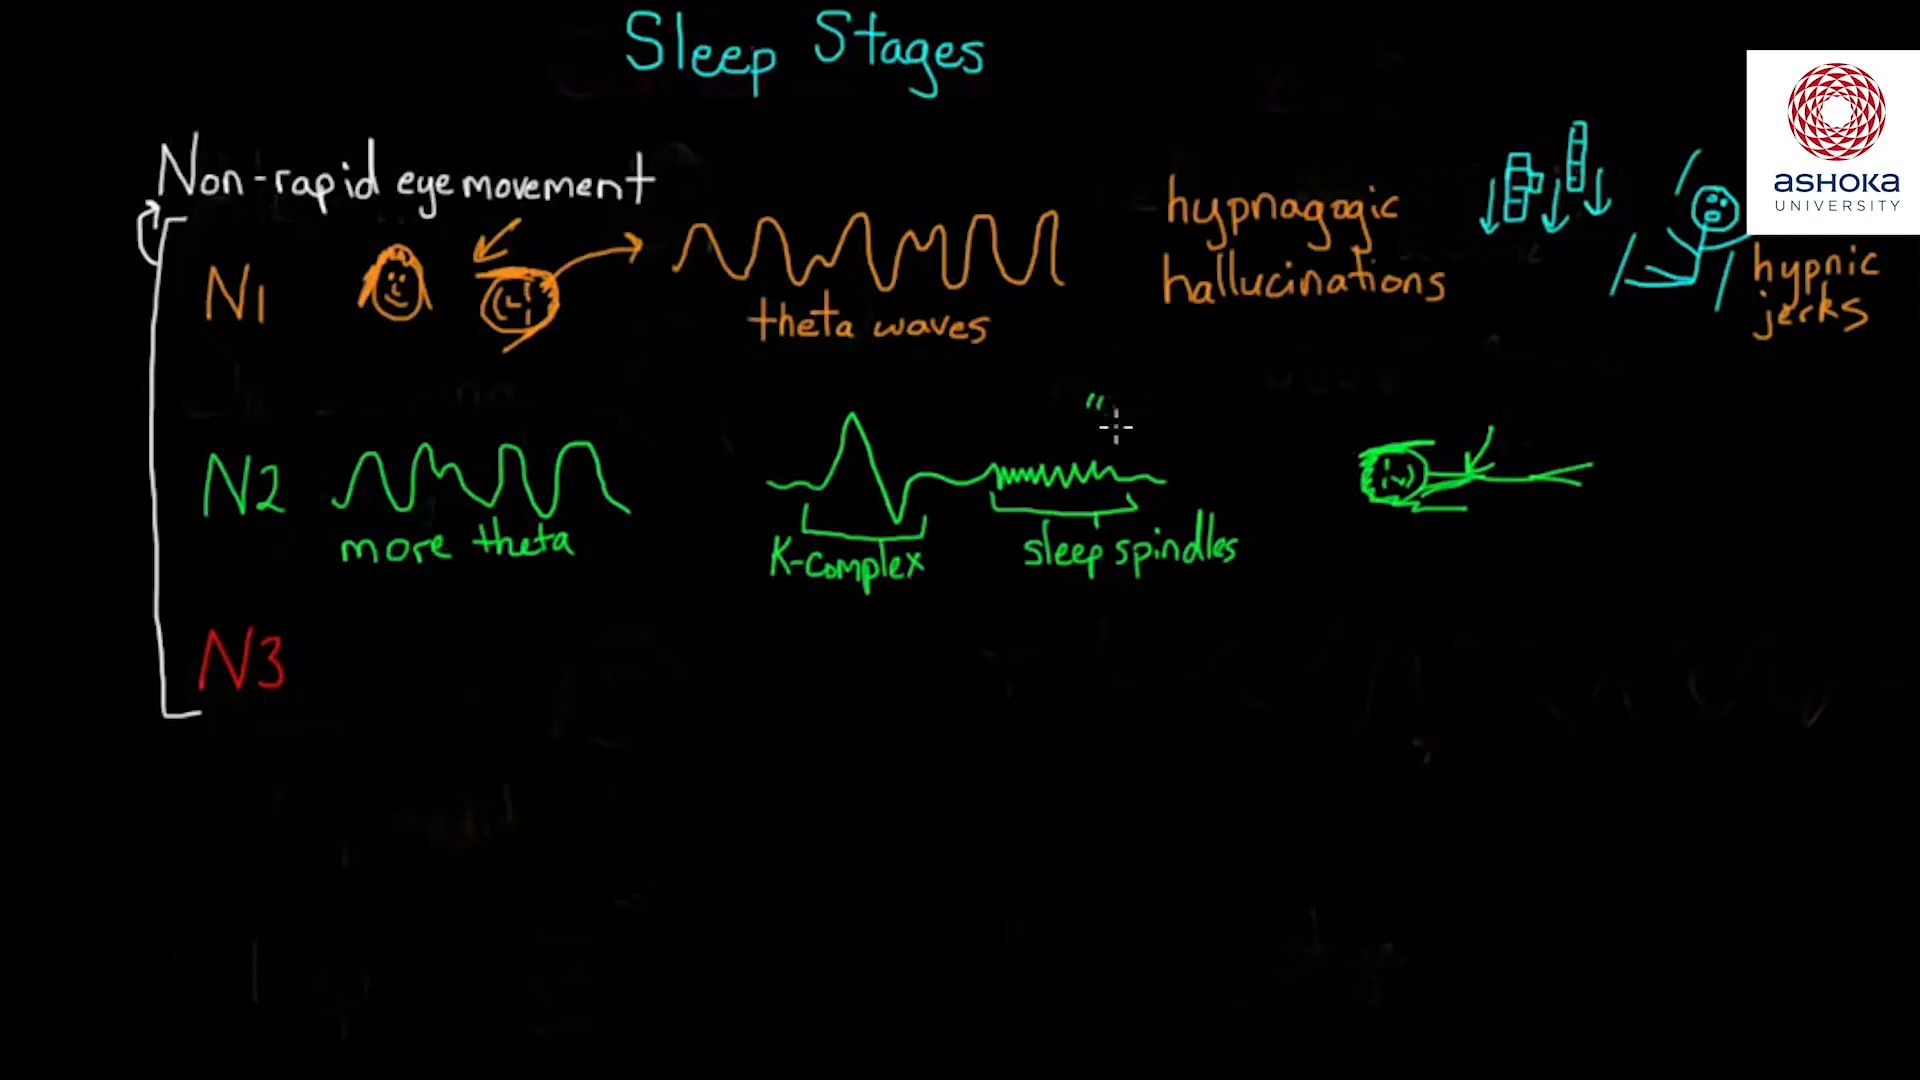 Sleep Stages
ASHOKA
UNIVERSITY
Non-rapid eye movement
N1
theta waves
hypnagogic
hallucinations
hypnic
jerks
N2
more theta
K-complex
sleep spindles
"
N3